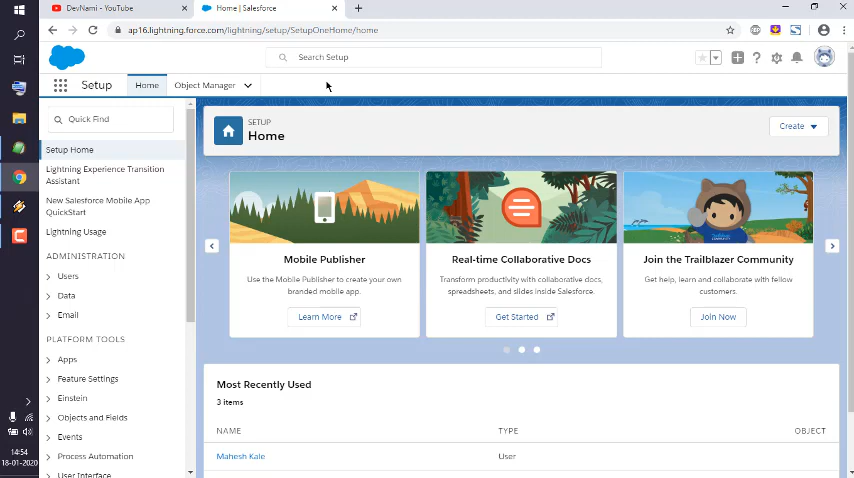 DevNami - YouTube
Home | Salesforce
ap16.lightning.force.com/lightning/setup/SetupOneHome/home
Search Setup
Setup
Home
Object Manager
Quick Find
Setup Home
Lightning Experience Transition
Assistant
New Salesforce Mobile App
QuickStart
Lightning Usage
ADMINISTRATION
Users
Data
Email
PLATFORM TOOLS
Apps
Feature Settings
Einstein
Objects and Fields
Events
Process Automation
User Interface
SETUP
Home
Create
Mobile Publisher
Use the Mobile Publisher to create your own
branded mobile app.
Learn More
Real-time Collaborative Docs
Transform productivity with collaborative docs,
spreadsheets, and slides inside Salesforce.
Get Started
Join the Trailblazer Community
Get help, learn and collaborate with fellow
customers.
Join Now
Most Recently Used
3 items
NAME
TYPE
OBJECT
Mahesh Kale
User
14:54
18-01-2020